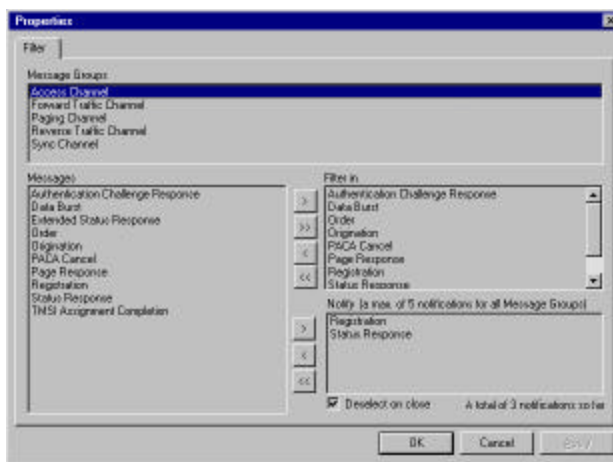 Properties
Filter
Message Groups
Access Channel
Forward Traffic Channel
Paging Channel
Reverse Traffic Channel
Sync Channel
Messages
Authentication Challenge Response
Data Burst
Extended Status Response
Order
Origination
PACA Cancel
Page Response
Registration
Status Response
TMSI Assignment Completion
>
>>
<
<<
Filter in
Authentication Challenge Response
Data Burst
Order
Origination
PACA Cancel
Page Response
Registration
Status Response
Notify (a max. of 5 notifications for all Message Groups)
>
<
<<
Registration
Status Response
Deselect on close
A total of 3 notifications so far
OK
Cancel